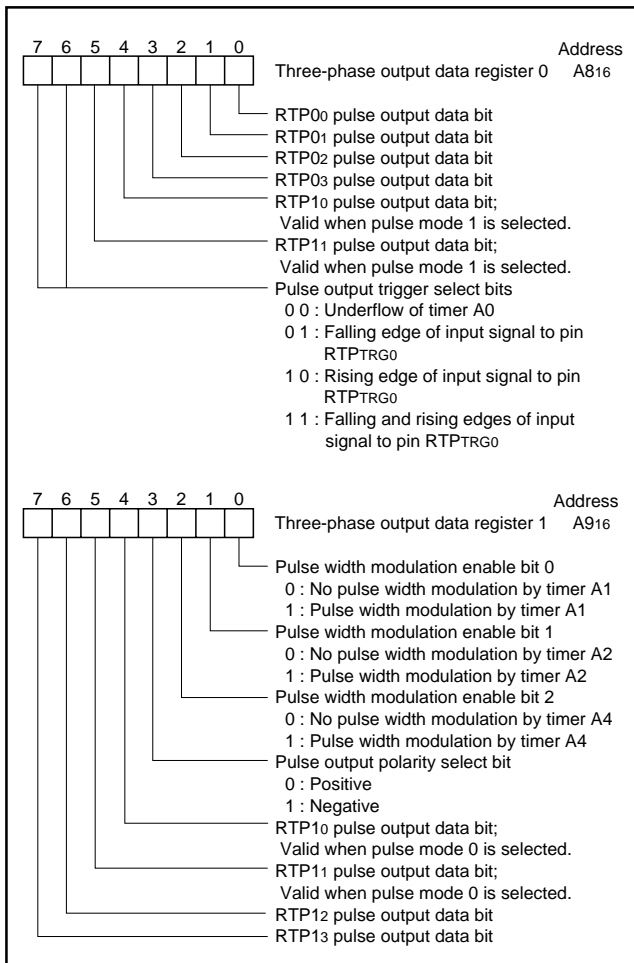 7 6 5 4 3 2 1 0 Address
Three-phase output data register 0 A816
RTP00 pulse output data bit
RTP01 pulse output data bit
RTP02 pulse output data bit
RTP03 pulse output data bit
RTP10 pulse output data bit;
Valid when pulse mode 1 is selected.
RTP11 pulse output data bit;
Valid when pulse mode 1 is selected.
Pulse output trigger select bits
0 0 : Underflow of timer A0
0 1 : Falling edge of input signal to pin
RTPTRG0
1 0 : Rising edge of input signal to pin
RTPTRG0
1 1 : Falling and rising edges of input
signal to pin RTPTRG0
7 6 5 4 3 2 1 0 Address
Three-phase output data register 1 A916
Pulse width modulation enable bit 0
0 : No pulse width modulation by timer A1
1 : Pulse width modulation by timer A1
Pulse width modulation enable bit 1
0 : No pulse width modulation by timer A2
1 : Pulse width modulation by timer A2
Pulse width modulation enable bit 2
0 : No pulse width modulation by timer A4
1 : Pulse width modulation by timer A4
Pulse output polarity select bit
0 : Positive
1 : Negative
RTP10 pulse output data bit;
Valid when pulse mode 0 is selected.
RTP11 pulse output data bit;
Valid when pulse mode 0 is selected.
RTP12 pulse output data bit
RTP13 pulse output data bit